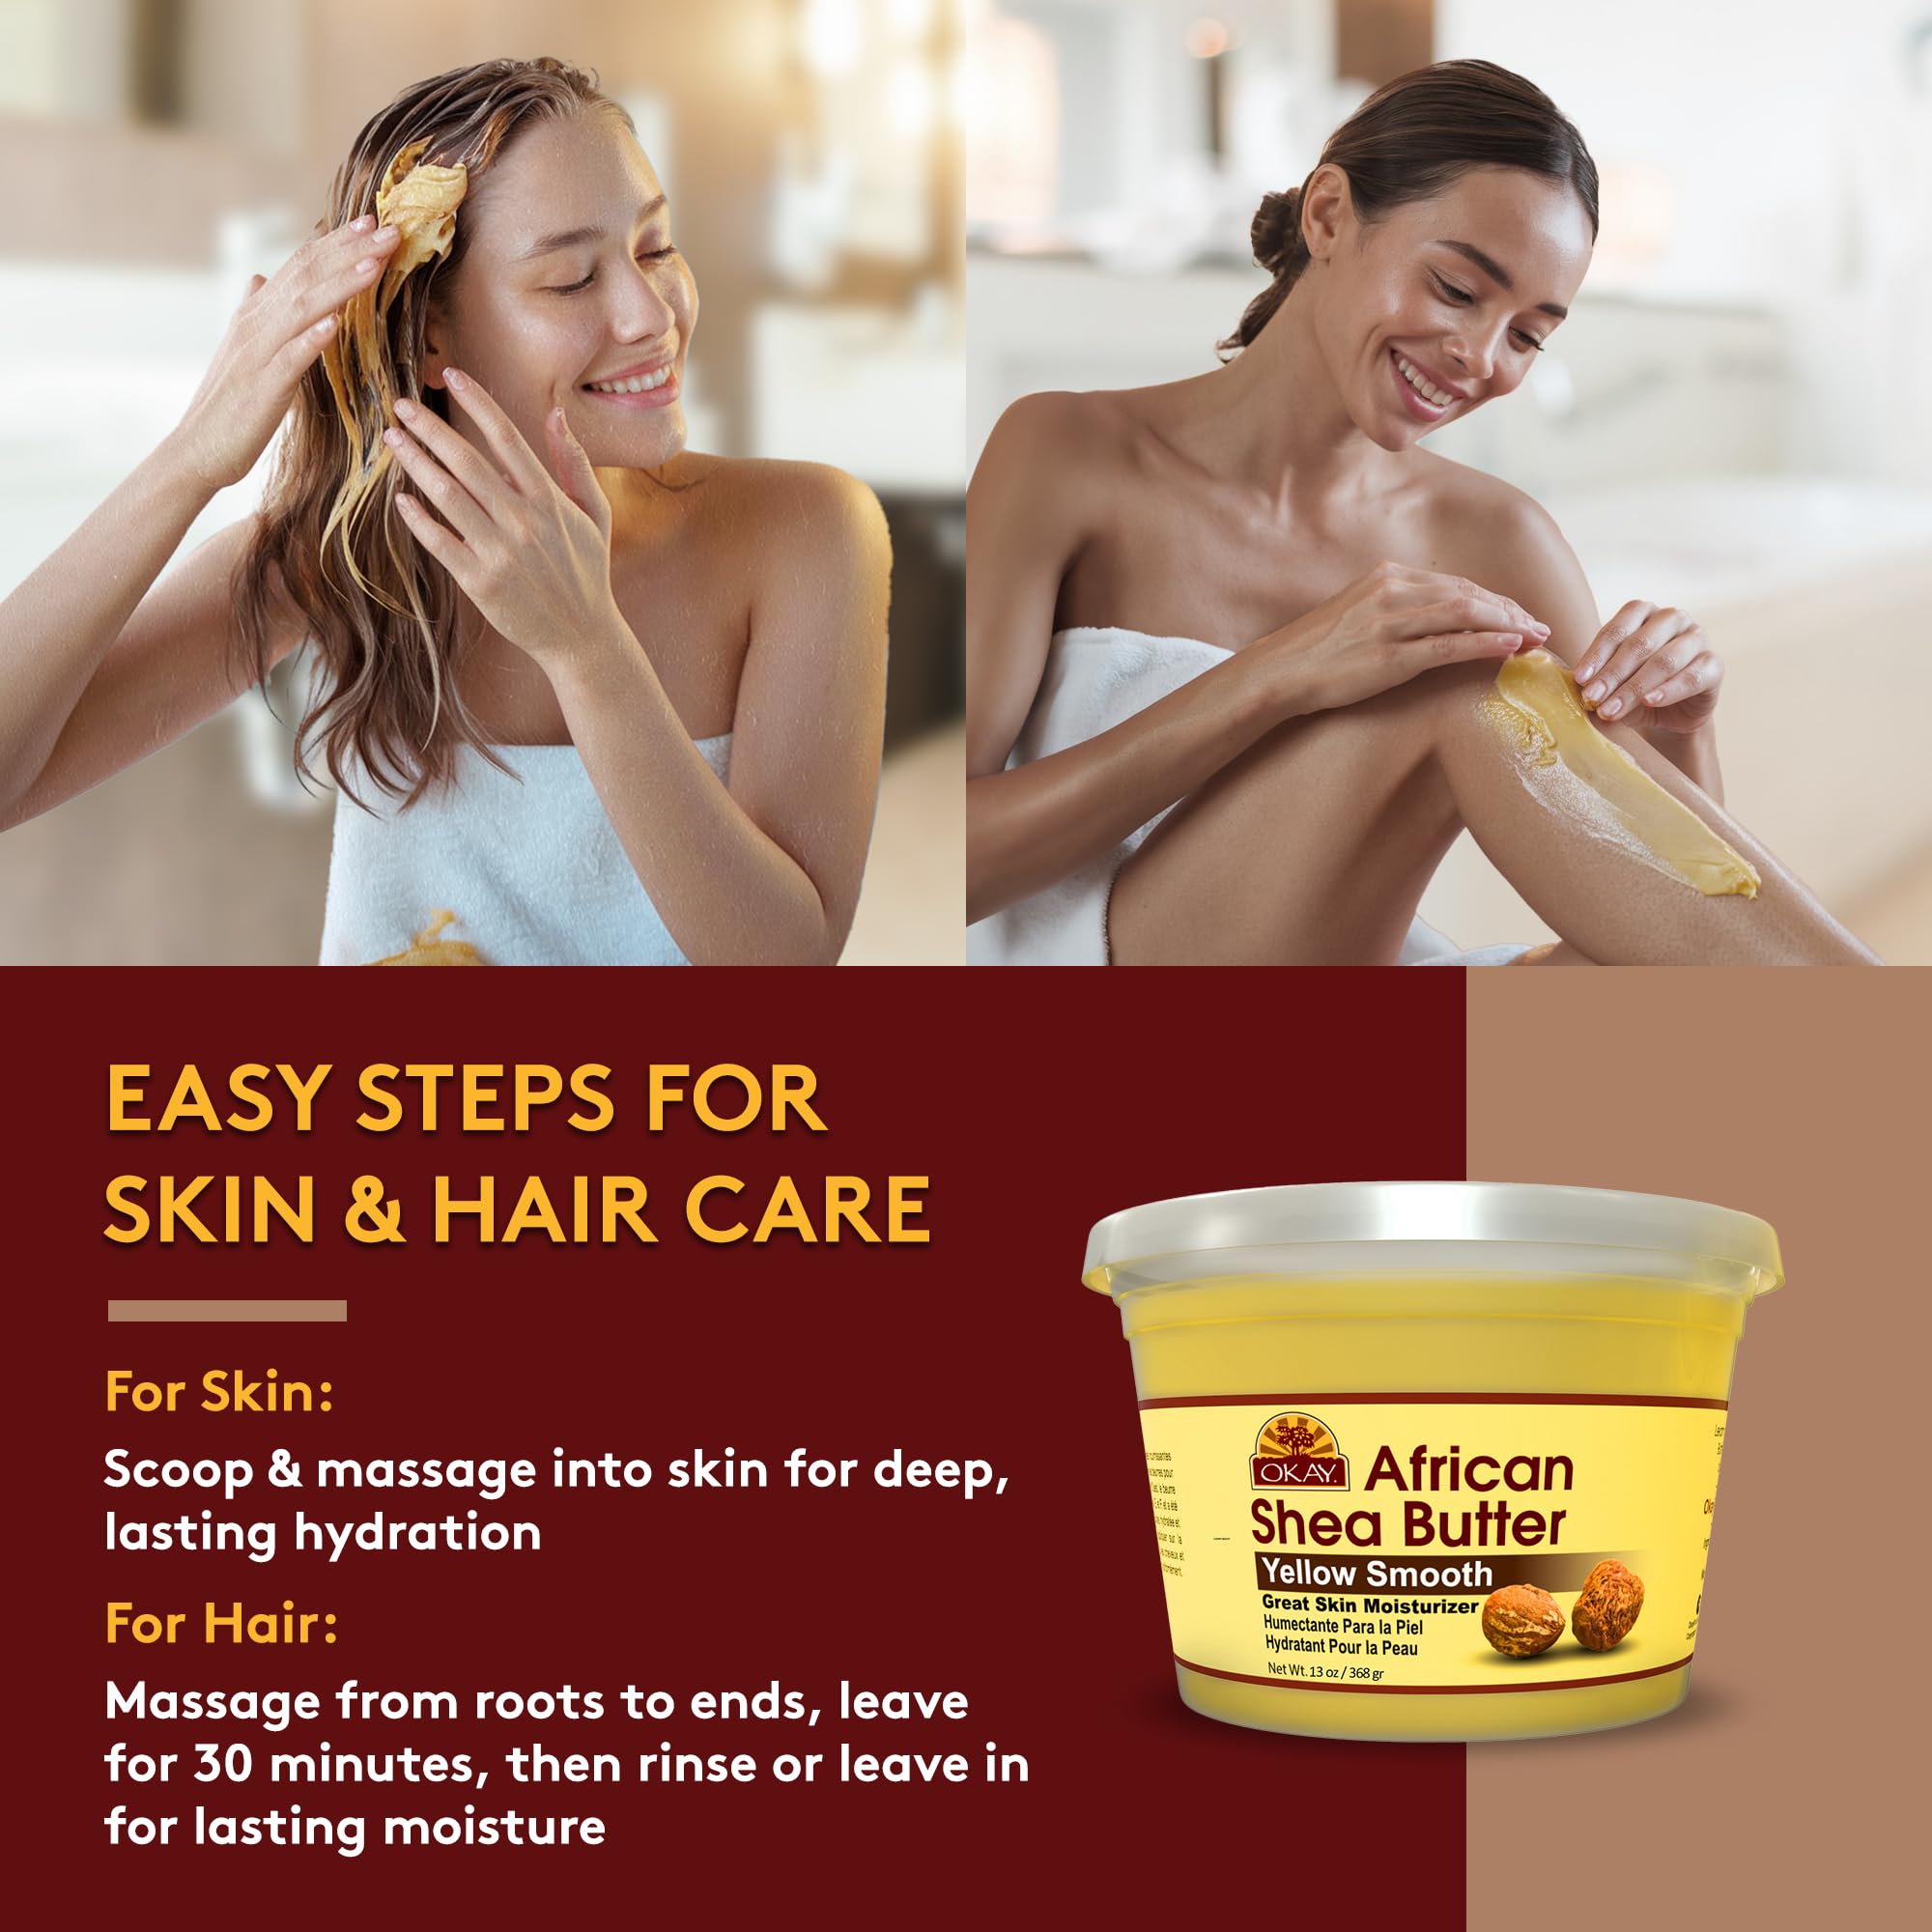 EASY STEPS FOR
SKIN & HAIR CARE
For Skin:
Scoop & massage into skin for deep,
lasting hydration
For Hair:
Massage from roots to ends, leave
for 30 minutes, then rinse or leave in
for lasting moisture
OKAY.
African
Shea Butter
Yellow Smooth
Great Skin Moisturizer
Humectante Para la Piel
Hydratant Pour la Peau
Net Wt. 13 oz / 368 gr